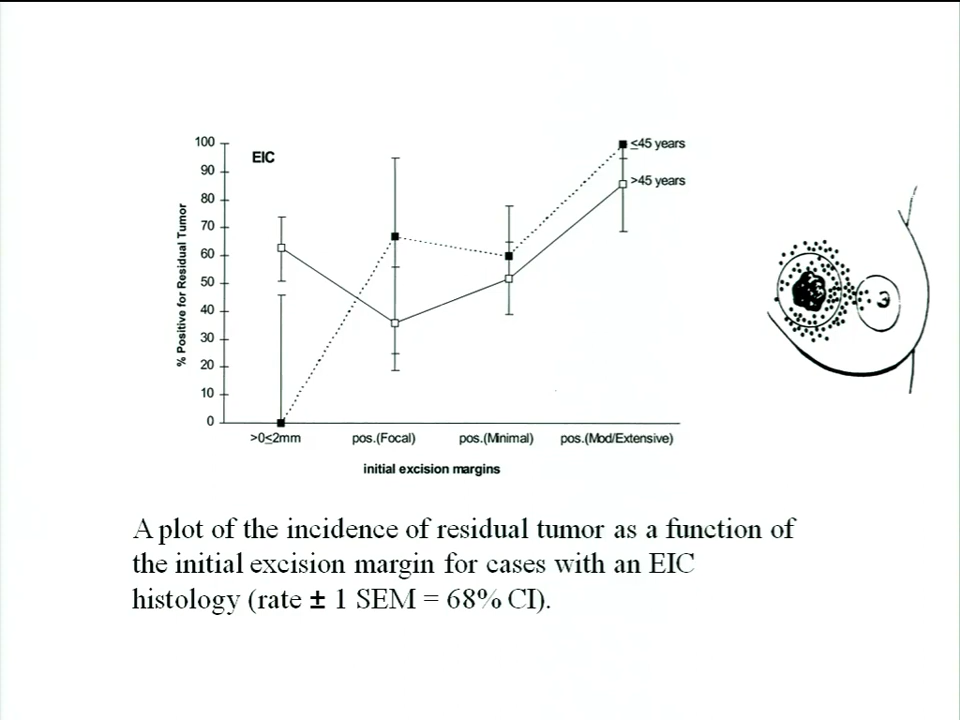 100
90
80
70
60
50
40
30
20
10
0
% Positive for Residual Tumor
EIC
≤45 years
>45 years
>0≤2mm pos.(Focal) pos.(Minimal) pos.(Mod/Extensive)
initial excision margins
A plot of the incidence of residual tumor as a function of
the initial excision margin for cases with an EIC
histology (rate ± 1 SEM = 68% CI).